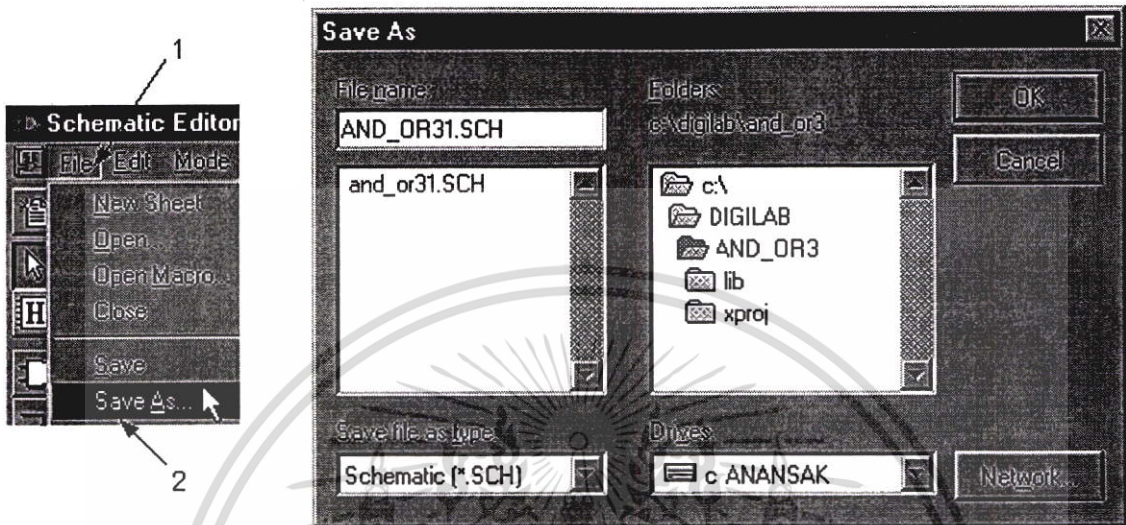 1
Schematic Editor
File Edit Mode
New Sheet
Open...
Open Macro...
Close
Save
Save As...
2
Save As
File name:
AND_OR31.SCH
and_or31.SCH
Save file as type:
Schematic (*.SCH)
Folders:
c:\digilab\and_or3
c:\
DIGILAB
AND_OR3
lib
xproj
Drives:
c ANANSAK
OK
Cancel
Network...
H